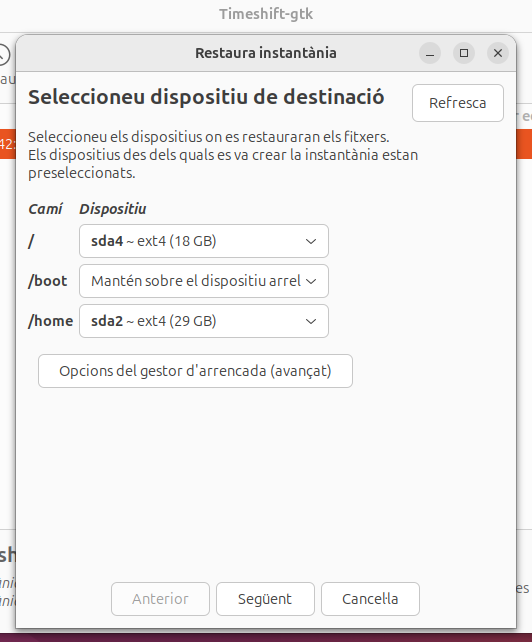 Timeshift-gtk
Restaura instantània
Seleccioneu dispositiu de destinació
Refresca
Seleccioneu els dispositius on es restauraran els fitxers.
Els dispositius des dels quals es va crear la instantània estan
preseleccionats.
Camí Dispositiu
/ sda4 ~ ext4 (18 GB)
/boot Mantén sobre el dispositiu arrel
/home sda2 ~ ext4 (29 GB)
Opcions del gestor d'arrencada (avançat)
Anterior Següent Cancel·la